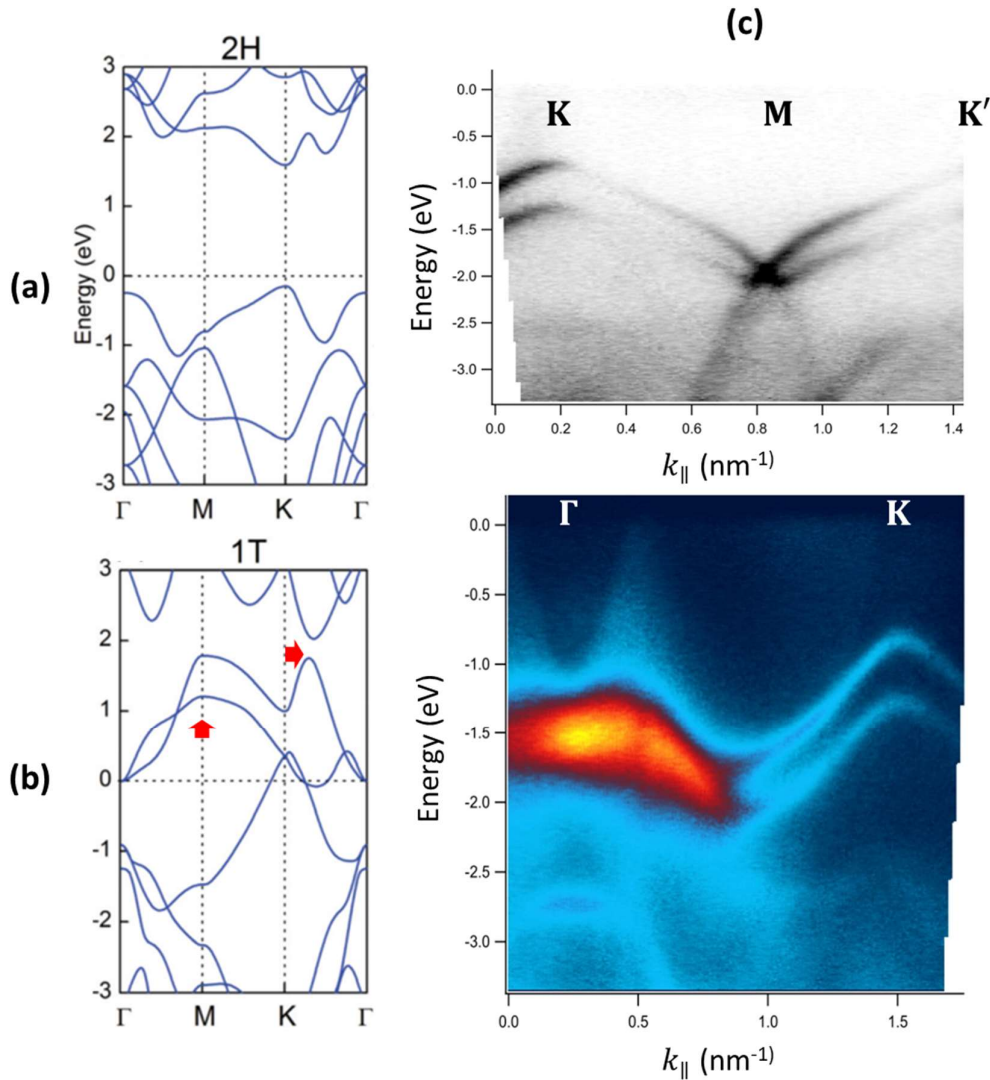 2H
3
2
1
0
-1
-2
-3
Energy (eV)
Γ M K Γ
(a)
1T
3
2
1
0
-1
-2
-3
Γ M K Γ
(b)
(c)
0.0
-0.5
-1.0
-1.5
-2.0
-2.5
-3.0
Energy (eV)
K M K′
0.0 0.2 0.4 0.6 0.8 1.0 1.2 1.4
k∥ (nm⁻¹)
Γ K
0.0
-0.5
-1.0
-1.5
-2.0
-2.5
-3.0
Energy (eV)
0.0 0.5 1.0 1.5
k∥ (nm⁻¹)